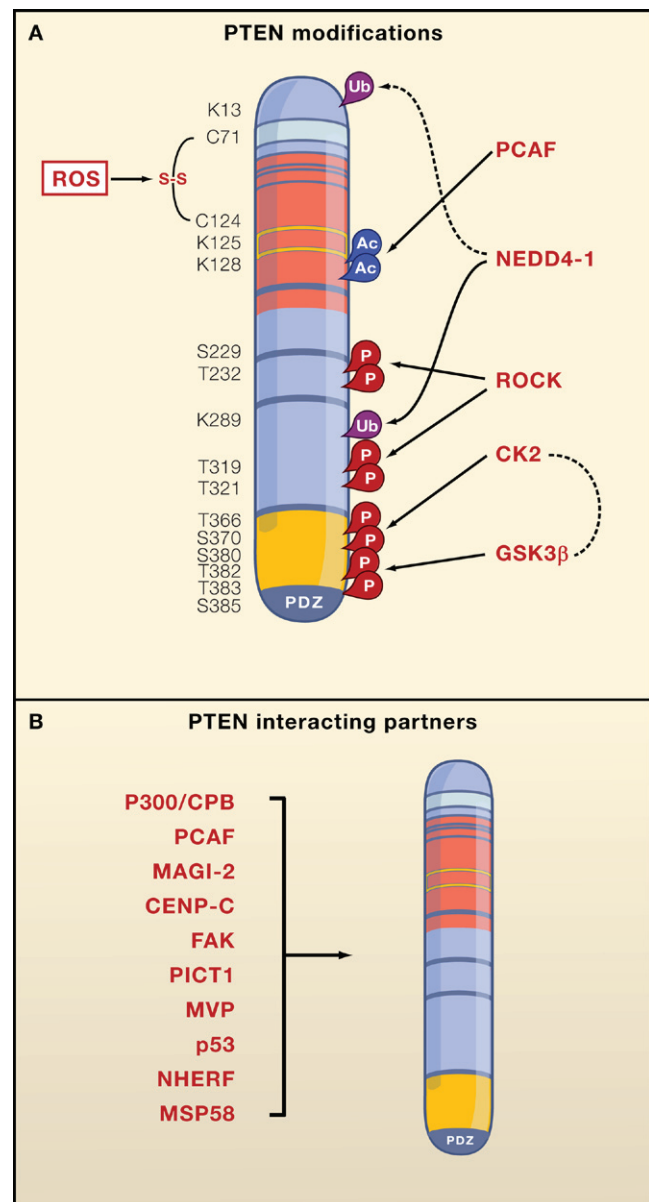 A
PTEN modifications
K13
C71
ROS
S-S
C124
K125
K128
S229
T232
K289
T319
T321
T366
S370
S380
T382
T383
S385
Ub
Ac
Ac
P
P
Ub
P
P
P
P
P
P
PDZ
PCAF
NEDD4-1
ROCK
CK2
GSK3β
B
PTEN interacting partners
P300/CPB
PCAF
MAGI-2
CENP-C
FAK
PICT1
MVP
p53
NHERF
MSP58
PDZ